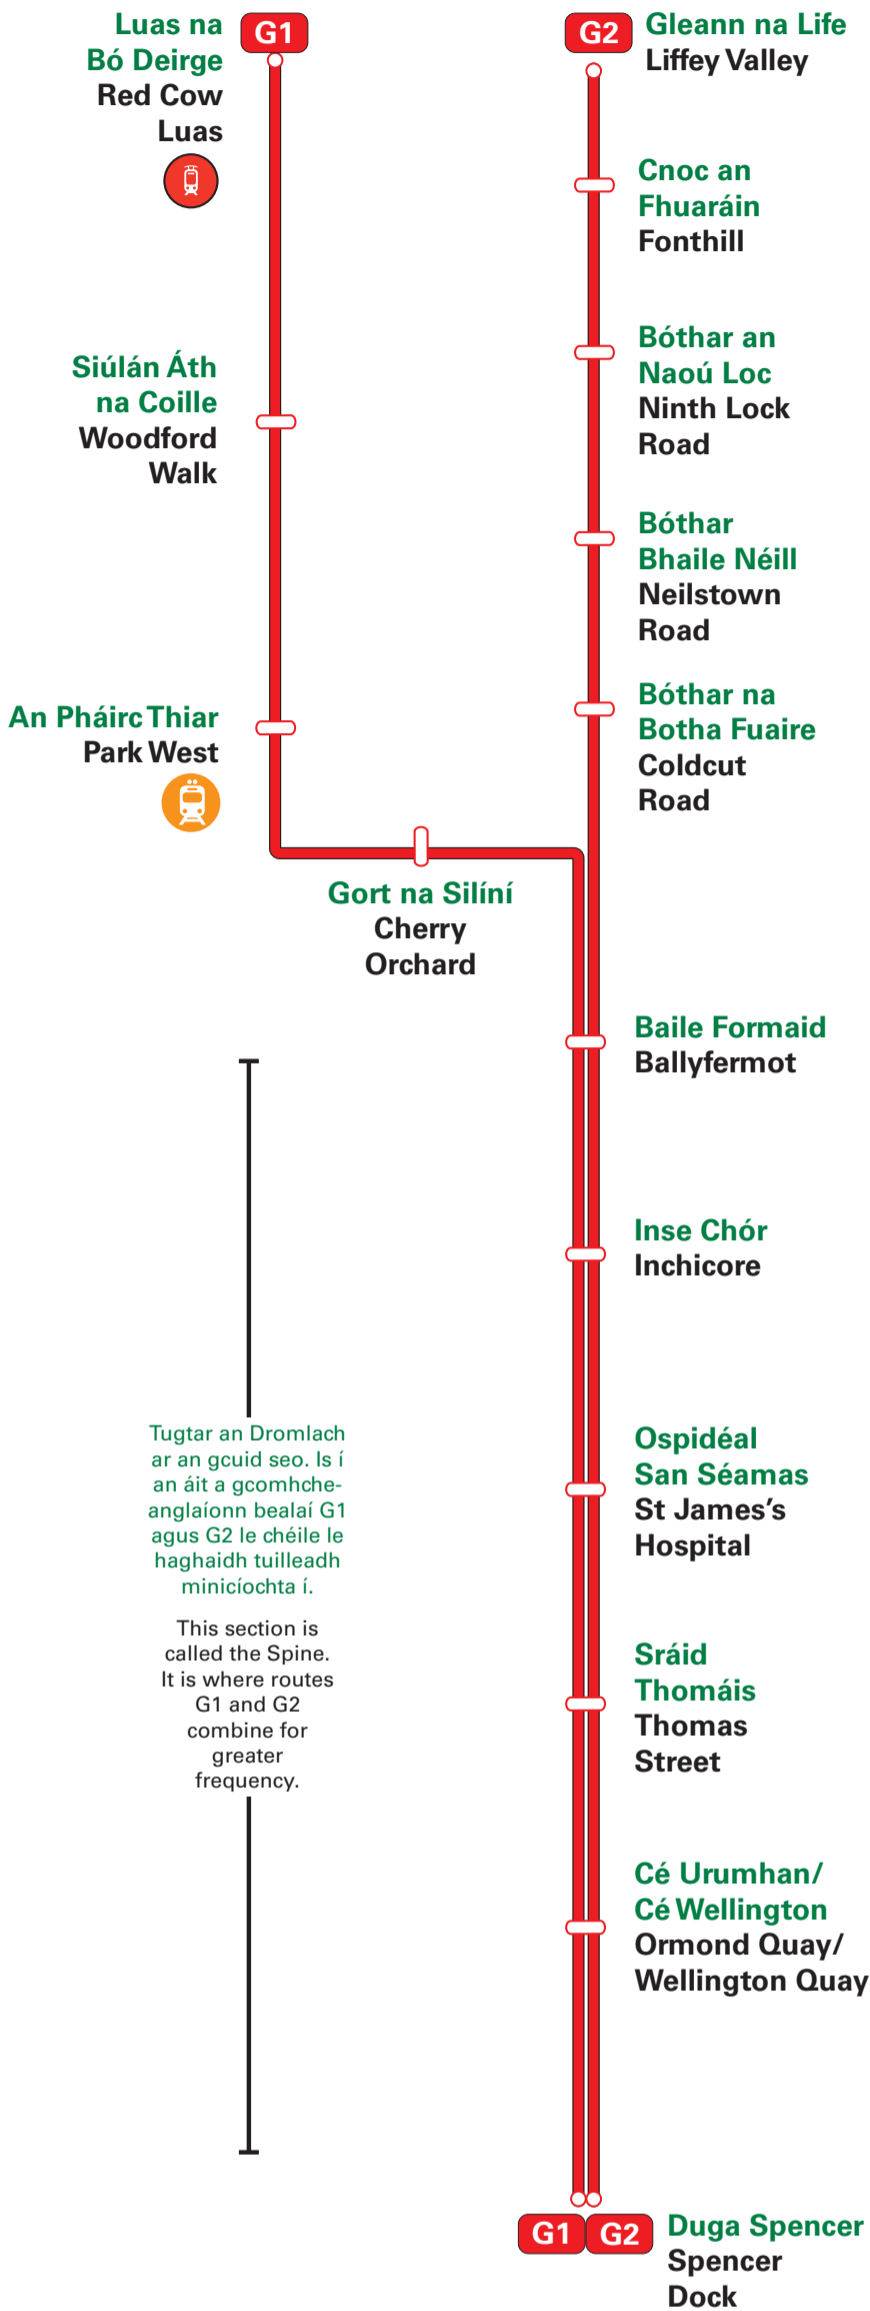 Luas na
Bó Deirge
Red Cow
Luas
G1
G2
Gleann na Life
Liffey Valley
Cnoc an
Fhuaráin
Fonthill
Bóthar an
Naoú Loc
Ninth Lock
Road
Siúlán Áth
na Coille
Woodford
Walk
Bóthar
Bhaile Néill
Neilstown
Road
An Pháirc Thiar
Park West
Bóthar na
Botha Fuaire
Coldcut
Road
Gort na Silíní
Cherry
Orchard
Baile Formaid
Ballyfermot
Inse Chór
Inchicore
Tugtar an Dromlach
ar an gcuid seo. Is í
an áit a gcomhche-
anglaíonn bealaí G1
agus G2 le chéile le
haghaidh tuilleadh
minicíochta í.
This section is
called the Spine.
It is where routes
G1 and G2
combine for
greater
frequency.
Ospidéal
San Séamas
St James’s
Hospital
Sráid
Thomáis
Thomas
Street
Cé Urumhan/
Cé Wellington
Ormond Quay/
Wellington Quay
G1
G2
Duga Spencer
Spencer
Dock